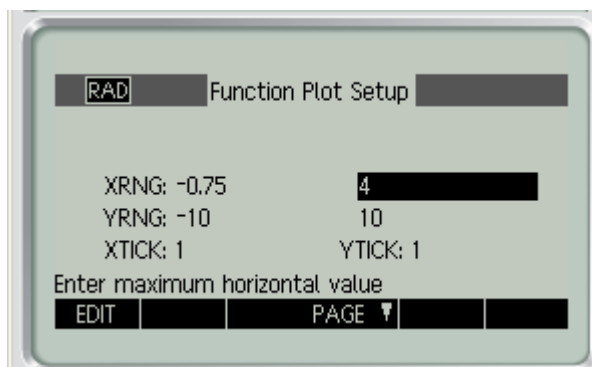 RAD Function Plot Setup
XRNG: -0.75 4
YRNG: -10 10
XTICK: 1 YTICK: 1
Enter maximum horizontal value
EDIT PAGE ▼